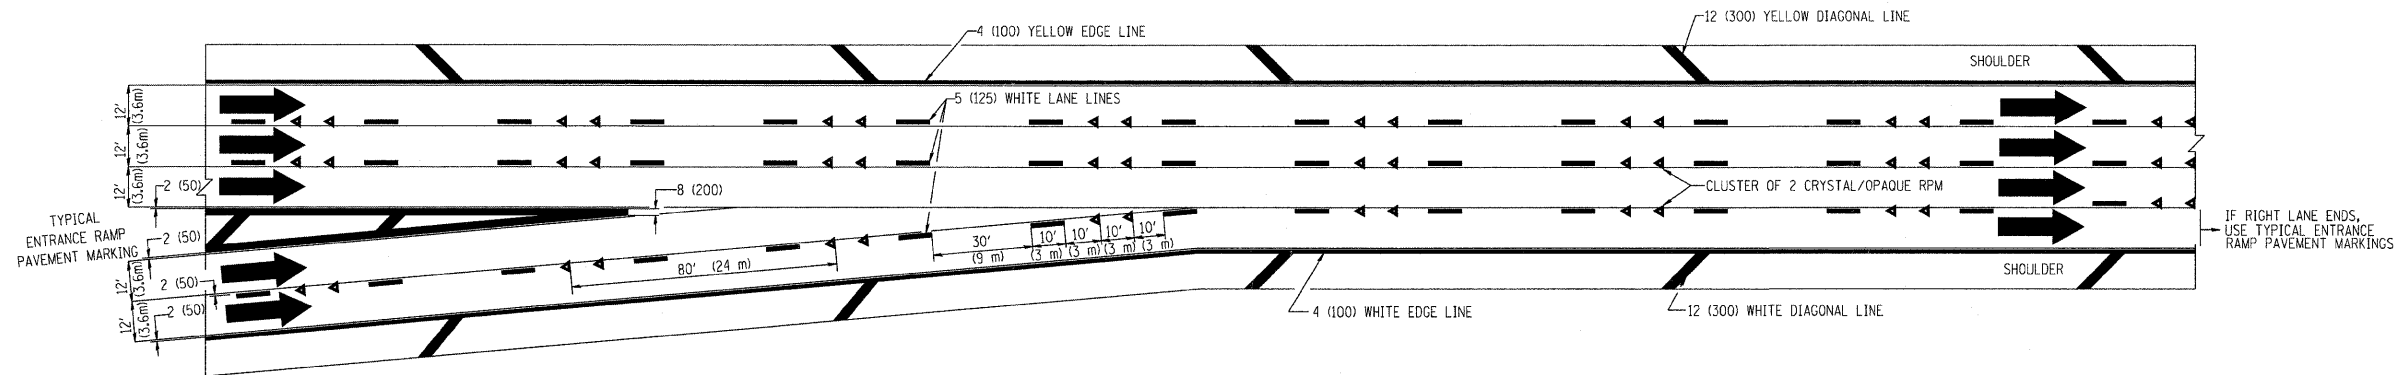 12 (300) YELLOW DIAGONAL LINE
4 (100) YELLOW EDGE LINE
SHOULDER
12'
(3.6m)
5 (125) WHITE LANE LINES
12'
(3.6m)
12'
(3.6m)
2 (50)
8 (200)
CLUSTER OF 2 CRYSTAL/OPAQUE RPM
TYPICAL
ENTRANCE RAMP
PAVEMENT MARKING
2 (50)
IF RIGHT LANE ENDS,
USE TYPICAL ENTRANCE
RAMP PAVEMENT MARKINGS
30'
(9 m)
10'
(3 m)
10'
(3 m)
10'
(3 m)
10'
(3 m)
80' (24 m)
SHOULDER
12'
(3.6m)
2 (50)
12'
(3.6m)
2 (50)
4 (100) WHITE EDGE LINE
12 (300) WHITE DIAGONAL LINE